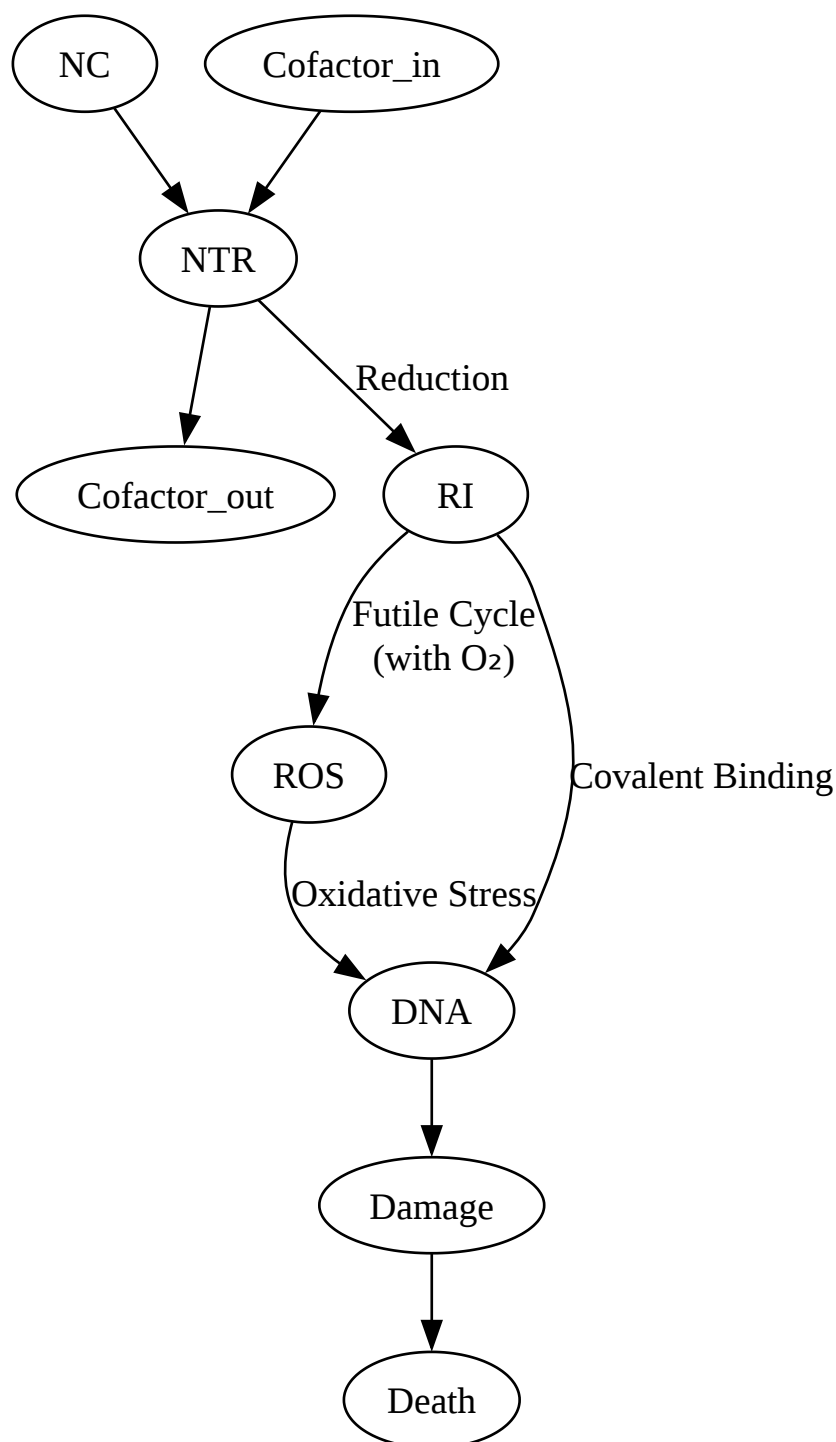 NC
Cofactor_in
NTR
Reduction
Cofactor_out
RI
Futile Cycle
(with O₂)
ROS
Covalent Binding
Oxidative Stress
DNA
Damage
Death